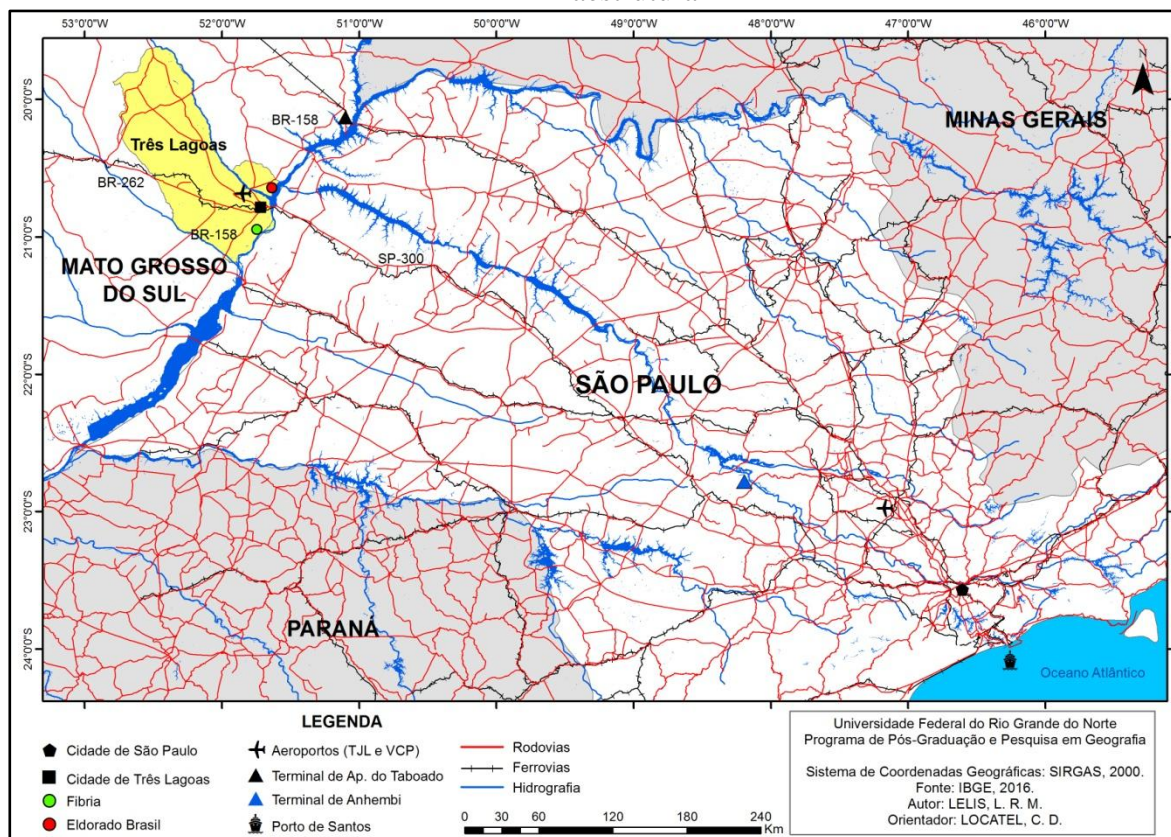 53°0'0"W 52°0'0"W 51°0'0"W 50°0'0"W 49°0'0"W 48°0'0"W 47°0'0"W 46°0'0"W
20°0'0"S
21°0'0"S
22°0'0"S
23°0'0"S
24°0'0"S
N
MINAS GERAIS
BR-158
Três Lagoas
BR-262
BR-158
SP-300
MATO GROSSO
DO SUL
SÃO PAULO
PARANÁ
Oceano Atlântico
LEGENDA
Cidade de São Paulo
Cidade de Três Lagoas
Fibria
Eldorado Brasil
Aeroportos (TJL e VCP)
Terminal de Ap. do Taboado
Terminal de Anhembi
Porto de Santos
Rodovias
Ferrovias
Hidrografia
0 30 60 120 180 240
Km
Universidade Federal do Rio Grande do Norte
Programa de Pós-Graduação e Pesquisa em Geografia
Sistema de Coordenadas Geográficas: SIRGAS, 2000.
Fonte: IBGE, 2016.
Autor: LELIS, L. R. M.
Orientador: LOCATEL, C. D.